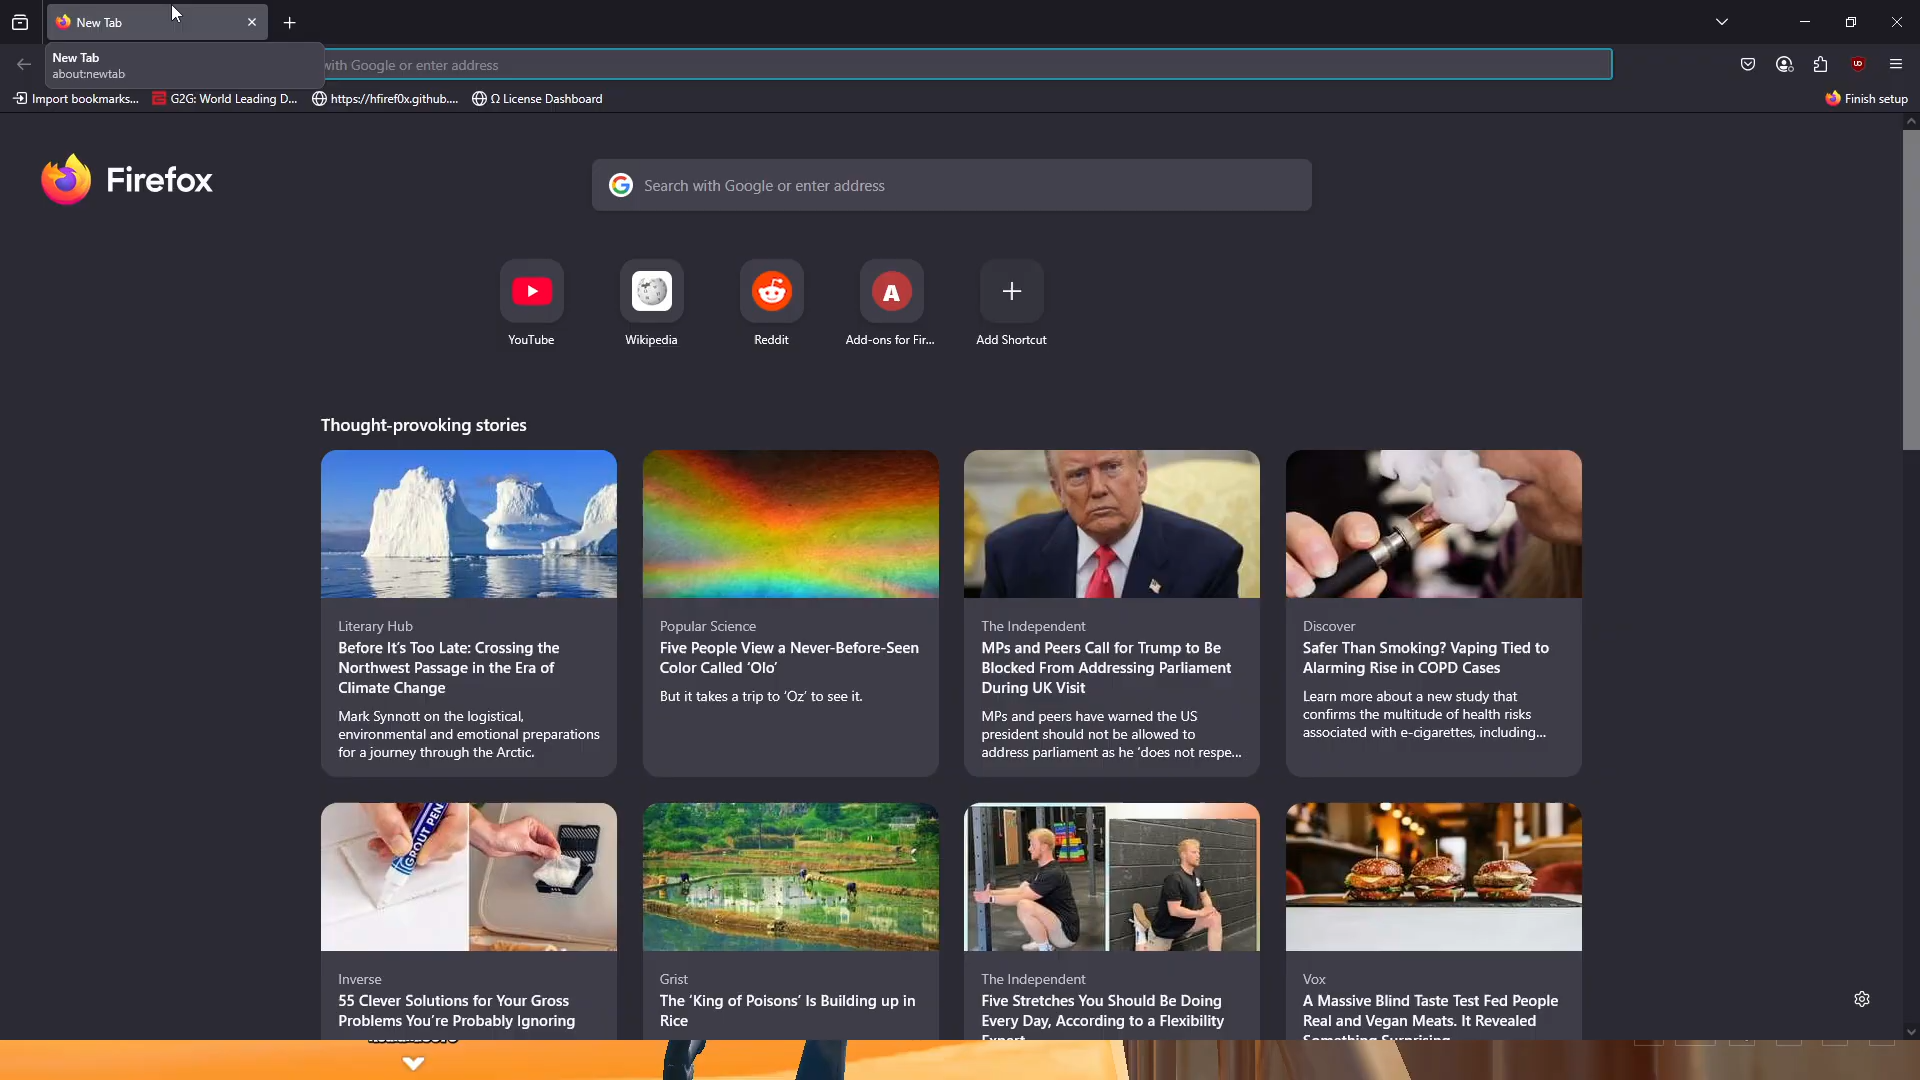 New Tab
New Tab
about:newtab
with Google or enter address
Import bookmarks...
G2G: World Leading D...
https://hfiref0x.github....
Ω License Dashboard
Finish setup
Firefox
Search with Google or enter address
YouTube
Wikipedia
Reddit
A
Add-ons for Fir...
Add Shortcut
Thought-provoking stories
Literary Hub
Before It's Too Late: Crossing the
Northwest Passage in the Era of
Climate Change
Mark Synnott on the logistical,
environmental and emotional preparations
for a journey through the Arctic.
Popular Science
Five People View a Never-Before-Seen
Color Called 'Olo'
But it takes a trip to 'Oz' to see it.
The Independent
MPs and Peers Call for Trump to Be
Blocked From Addressing Parliament
During UK Visit
MPs and peers have warned the US
president should not be allowed to
address parliament as he 'does not respe...
Discover
Safer Than Smoking? Vaping Tied to
Alarming Rise in COPD Cases
Learn more about a new study that
confirms the multitude of health risks
associated with e-cigarettes, including...
GROUT PEN
Inverse
55 Clever Solutions for Your Gross
Problems You're Probably Ignoring
Grist
The 'King of Poisons' Is Building up in
Rice
The Independent
Five Stretches You Should Be Doing
Every Day, According to a Flexibility
Expert
Vox
A Massive Blind Taste Test Fed People
Real and Vegan Meats. It Revealed
Something Surprising